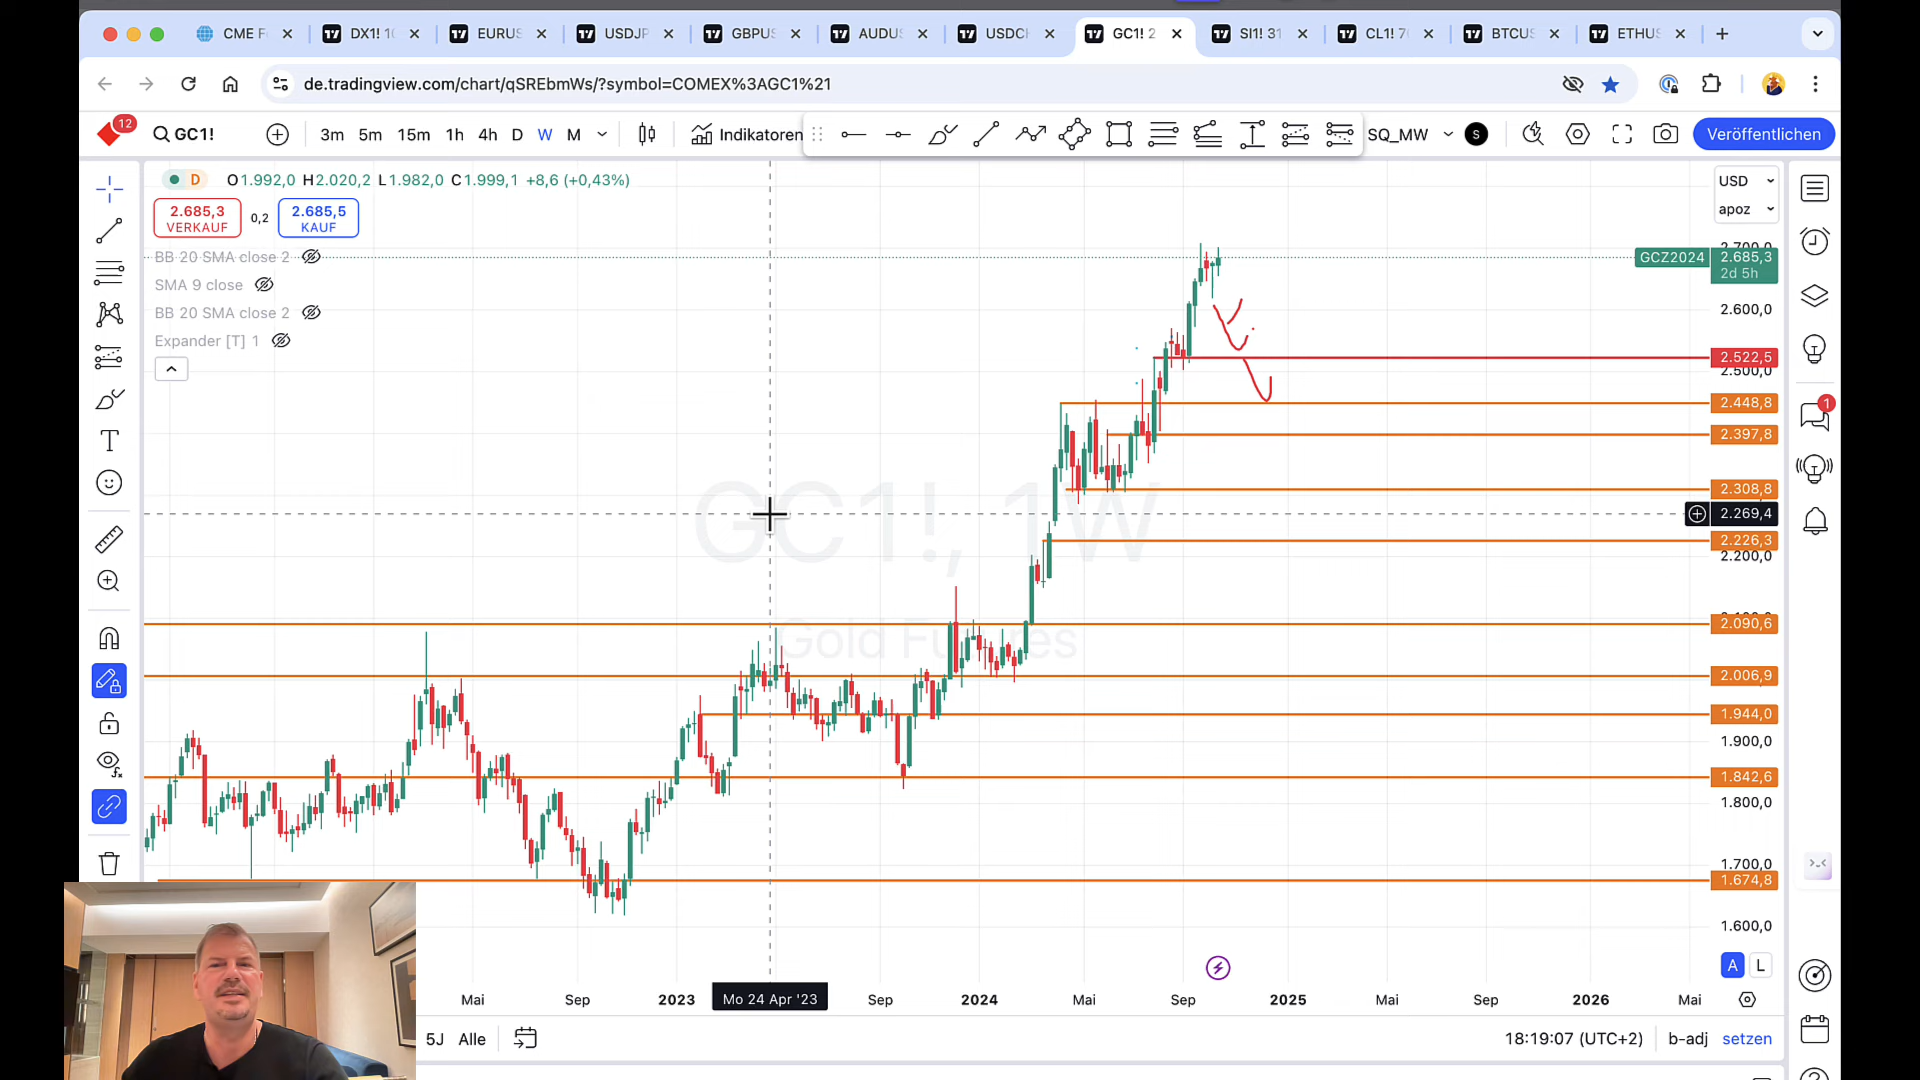 CME F DX1! 10 EURUS USDJP GBPUS AUDUS USDCH GC1! 2 SI1! 31 CL1! 70 BTCUS ETHUS
de.tradingview.com/chart/qSREbmWs/?symbol=COMEX%3AGC1%21
12 GC1! 3m 5m 15m 1h 4h D W M Indikatoren SQ_MW S Veröffentlichen
D O1.992,0 H2.020,2 L1.982,0 C1.999,1 +8,6 (+0,43%)
USD
apoz
2.685,3 VERKAUF 0,2 2.685,5 KAUF
BB 20 SMA close 2
SMA 9 close
BB 20 SMA close 2
Expander [T] 1
GC1!, 1W
Gold Futures
2.700,0
GCZ2024 2.685,3
2d 5h
2.600,0
2.522,5
2.500,0
2.448,8
1
2.397,8
2.308,8
2.269,4
2.226,3
2.200,0
2.100,0
2.090,6
2.006,9
1.944,0
1.900,0
1.842,6
1.800,0
1.700,0
1.674,8
1.600,0
A L
Mai Sep 2023 Mo 24 Apr '23 Sep 2024 Mai Sep 2025 Mai Sep 2026 Mai
5J Alle 18:19:07 (UTC+2) b-adj setzen